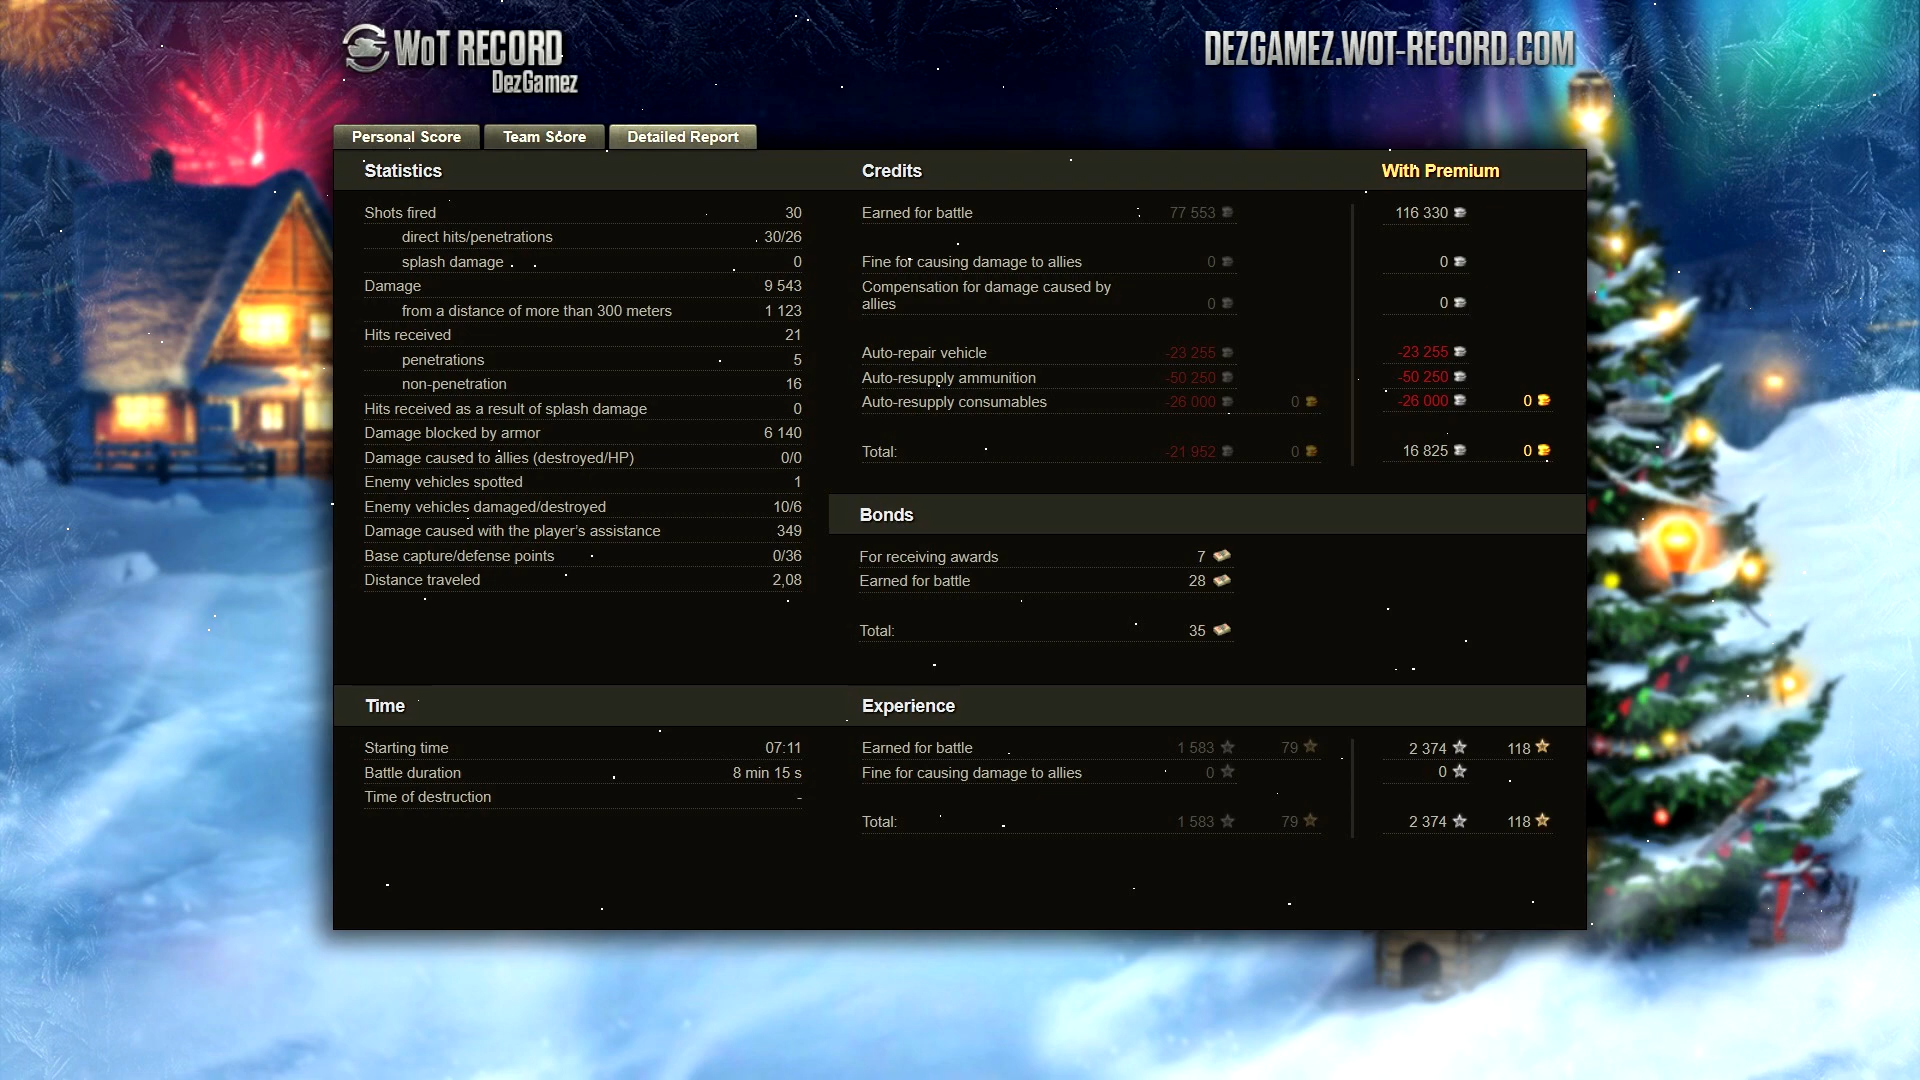 WoT RECORD
DezGamez
DEZGAMEZ.WOT-RECORD.COM
Personal Score
Team Score
Detailed Report
Statistics
Shots fired 30
direct hits/penetrations 30/26
splash damage 0
Damage 9 543
from a distance of more than 300 meters 1 123
Hits received 21
penetrations 5
non-penetration 16
Hits received as a result of splash damage 0
Damage blocked by armor 6 140
Damage caused to allies (destroyed/HP) 0/0
Enemy vehicles spotted 1
Enemy vehicles damaged/destroyed 10/6
Damage caused with the player's assistance 349
Base capture/defense points 0/36
Distance traveled 2,08
Credits With Premium
Earned for battle 77 553 116 330
Fine for causing damage to allies 0 0
Compensation for damage caused by
allies 0 0
Auto-repair vehicle -23 255 -23 255
Auto-resupply ammunition -50 250 -50 250
Auto-resupply consumables -26 000 0 -26 000 0
Total: -21 952 0 16 825 0
Bonds
For receiving awards 7
Earned for battle 28
Total: 35
Time
Starting time 07:11
Battle duration 8 min 15 s
Time of destruction -
Experience
Earned for battle 1 583 79 2 374 118
Fine for causing damage to allies 0 0
Total: 1 583 79 2 374 118